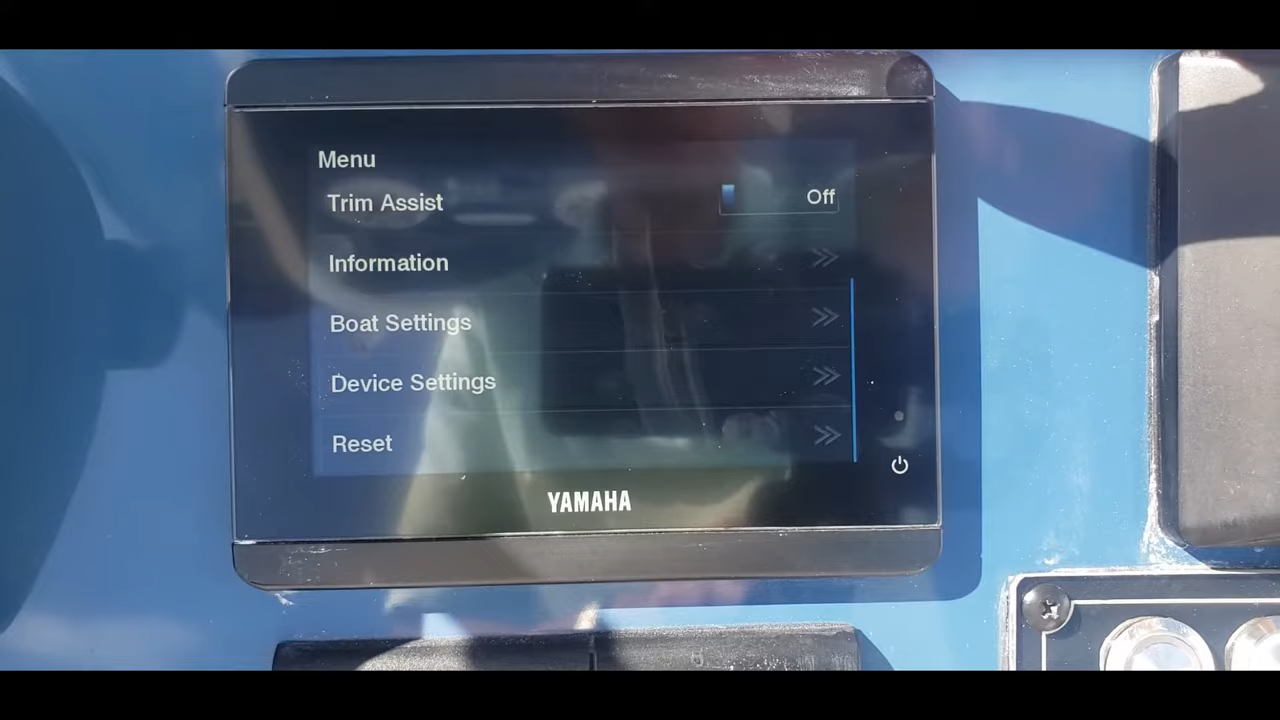 Menu
Trim Assist
Off
Information
Boat Settings
Device Settings
Reset
YAMAHA